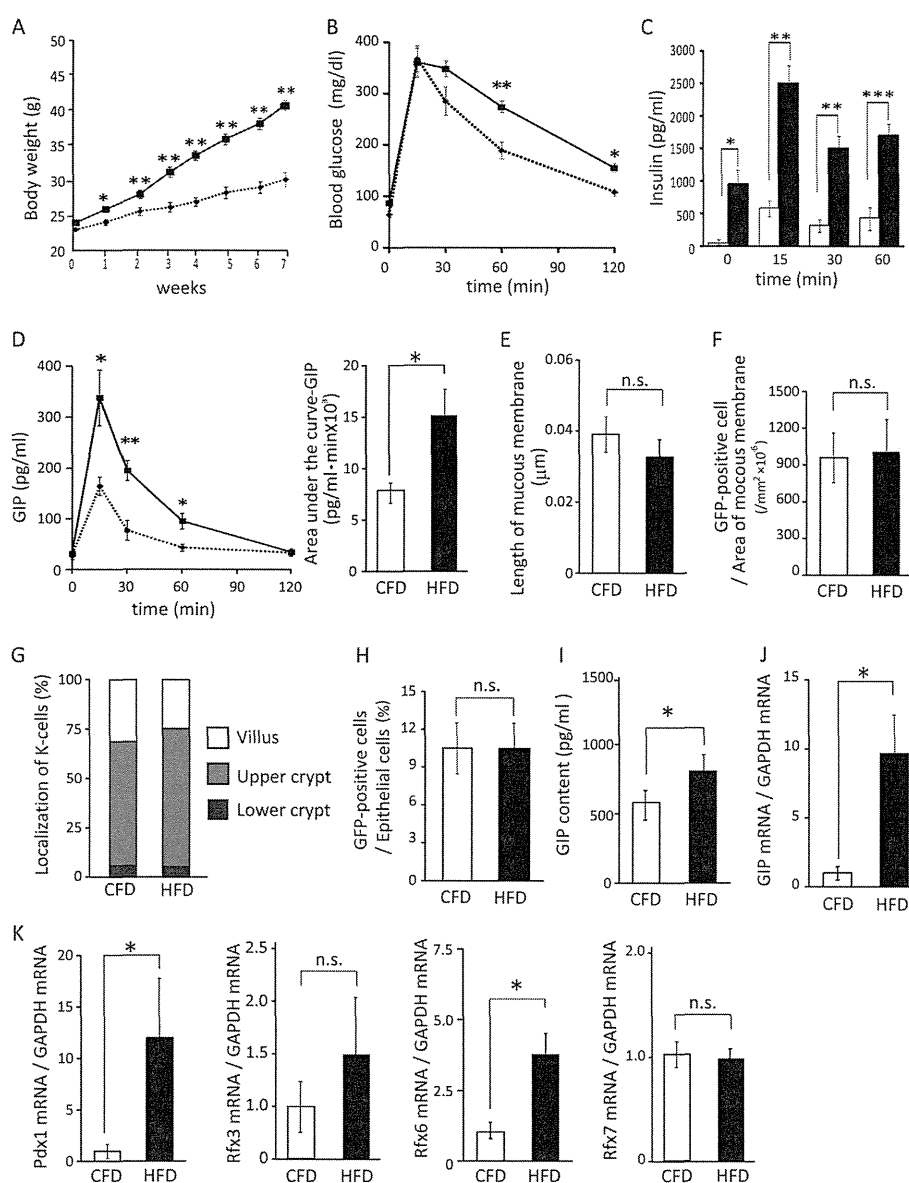 A
Body weight (g)
50
45
40
35
30
25
20
*
**
**
**
**
**
**
0 1 2 3 4 5 6 7
weeks
B
Blood glucose (mg/dl)
400
300
200
100
0
**
*
0 30 60 90 120
time (min)
C
Insulin (pg/ml)
3000
2500
2000
1500
1000
500
0
*
**
**
***
0 15 30 60
time (min)
D
GIP (pg/ml)
400
300
200
100
0
*
**
*
0 30 60 90 120
time (min)
Area under the curve-GIP
(pg/ml·minX10³)
20
15
10
5
0
*
CFD HFD
E
Length of mucous membrane
(μm)
0.06
0.04
0.02
0
n.s.
CFD HFD
F
GFP-positive cell
/ Area of mocous membrane
(/mm² ×10⁻⁶)
1500
1200
900
600
300
0
n.s.
CFD HFD
G
Localization of K-cells (%)
100
75
50
25
0
CFD HFD
Villus
Upper crypt
Lower crypt
H
GFP-positive cells
/ Epithelial cells (%)
15
12
9
6
3
0
n.s.
CFD HFD
I
GIP content (pg/ml)
1500
1000
500
0
*
CFD HFD
J
GIP mRNA / GAPDH mRNA
15
10
5
0
*
CFD HFD
K
Pdx1 mRNA / GAPDH mRNA
20
15
10
5
0
*
CFD HFD
Rfx3 mRNA / GAPDH mRNA
2.5
2.0
1.5
1.0
0.5
0
n.s.
CFD HFD
Rfx6 mRNA / GAPDH mRNA
7.5
5.0
2.5
0
*
CFD HFD
Rfx7 mRNA / GAPDH mRNA
2.0
1.0
0
n.s.
CFD HFD